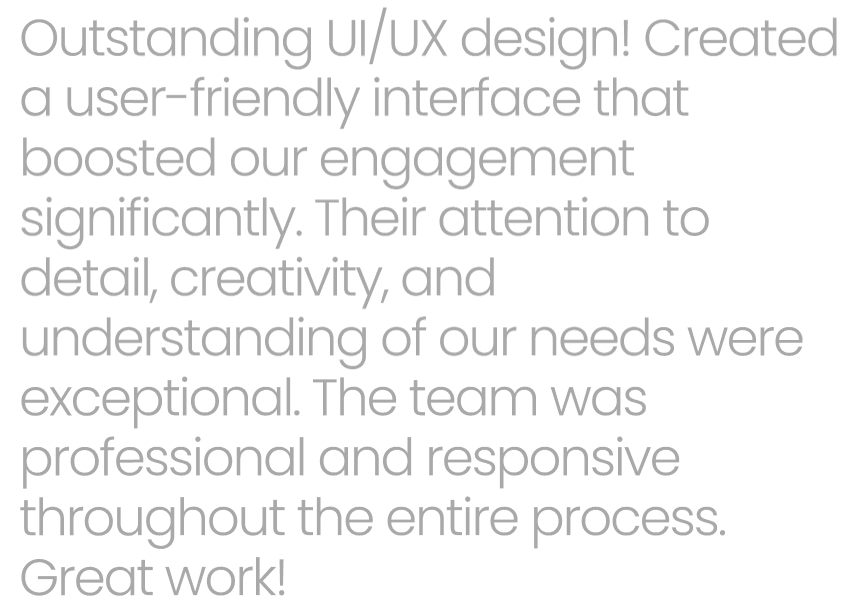 Outstanding UI/UX design! Created
a user-friendly interface that
boosted our engagement
significantly. Their attention to
detail, creativity, and
understanding of our needs were
exceptional. The team was
professional and responsive
throughout the entire process.
Great work!